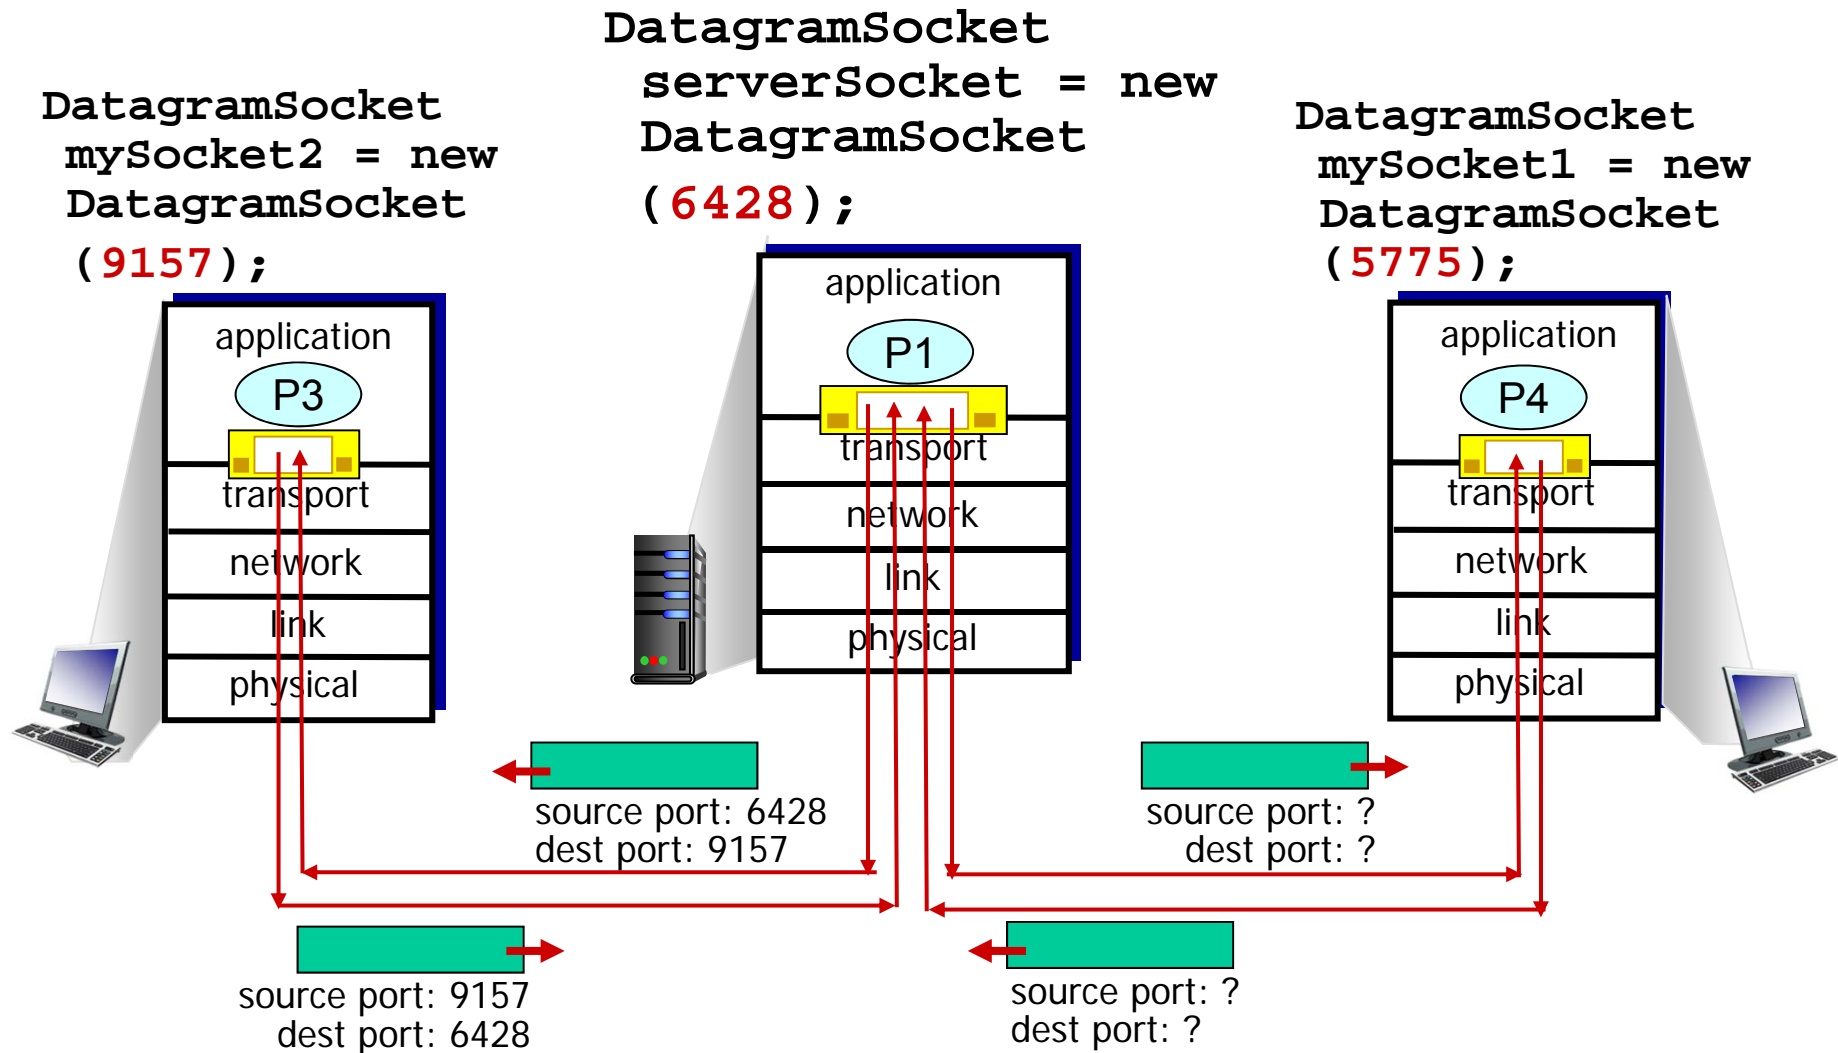 DatagramSocket
mySocket2 = new
DatagramSocket
(9157);
DatagramSocket
serverSocket = new
DatagramSocket
(6428);
DatagramSocket
mySocket1 = new
DatagramSocket
(5775);
application
P3
transport
network
link
physical
application
P1
transport
network
link
physical
application
P4
transport
network
link
physical
source port: 6428
dest port: 9157
source port: ?
dest port: ?
source port: 9157
dest port: 6428
source port: ?
dest port: ?